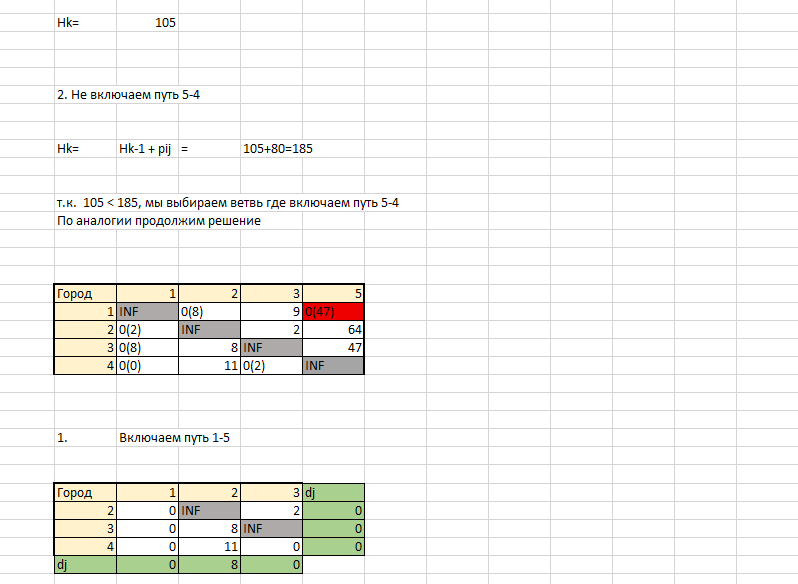 Hk= 105
2. Не включаем путь 5-4
Hk= Hk-1 + pij = 105+80=185
т.к. 105 < 185, мы выбираем ветвь где включаем путь 5-4
По аналогии продолжим решение
Город 1 2 3 5
1 INF 0(8) 9 0(47)
2 0(2) INF 2 64
3 0(8) 8 INF 47
4 0(0) 11 0(2) INF
1. Включаем путь 1-5
Город 1 2 3 dj
2 0 INF 2 0
3 0 8 INF 0
4 0 11 0 0
dj 0 8 0